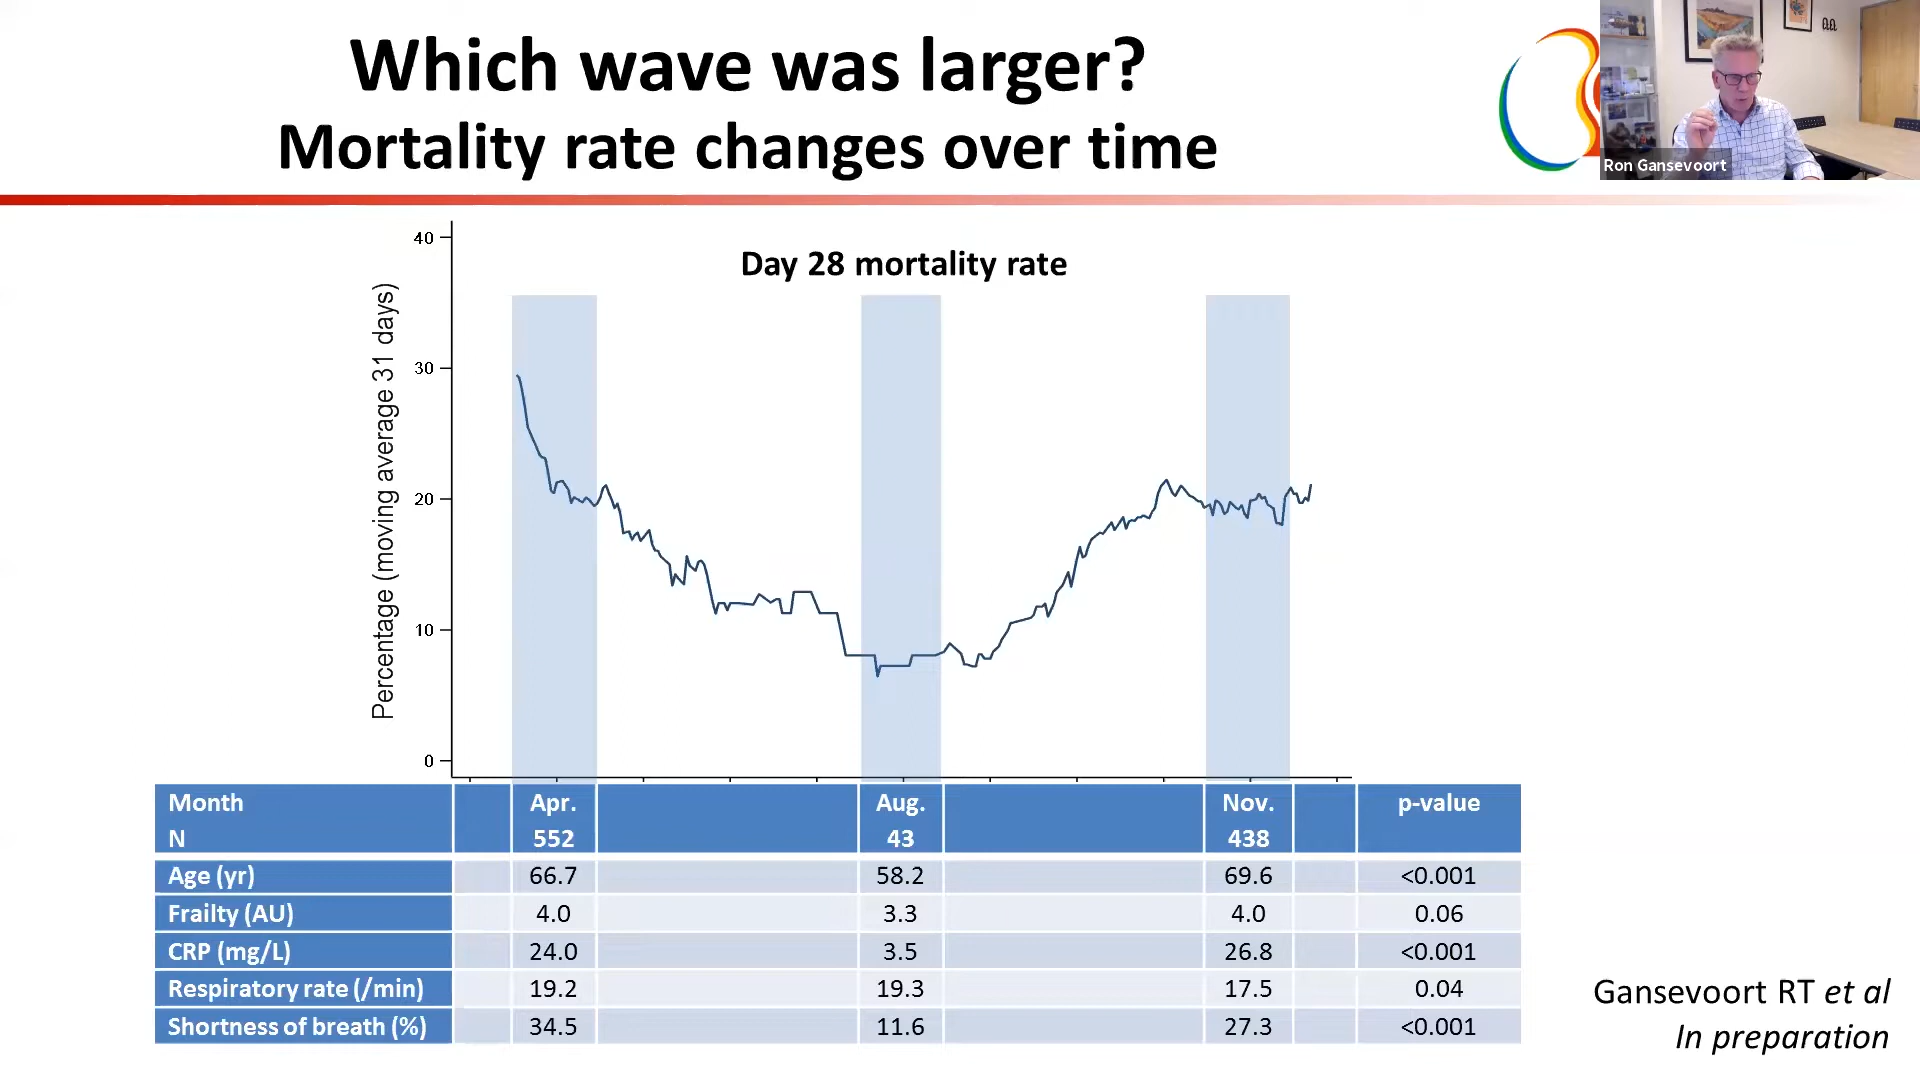 Which wave was larger?
Mortality rate changes over time
Ron Gansevoort
Day 28 mortality rate
Percentage (moving average 31 days)
40
30
20
10
0
Month Apr. Aug. Nov. p-value
N 552 43 438
Age (yr) 66.7 58.2 69.6 <0.001
Frailty (AU) 4.0 3.3 4.0 0.06
CRP (mg/L) 24.0 3.5 26.8 <0.001
Respiratory rate (/min) 19.2 19.3 17.5 0.04
Shortness of breath (%) 34.5 11.6 27.3 <0.001
Gansevoort RT et al
In preparation